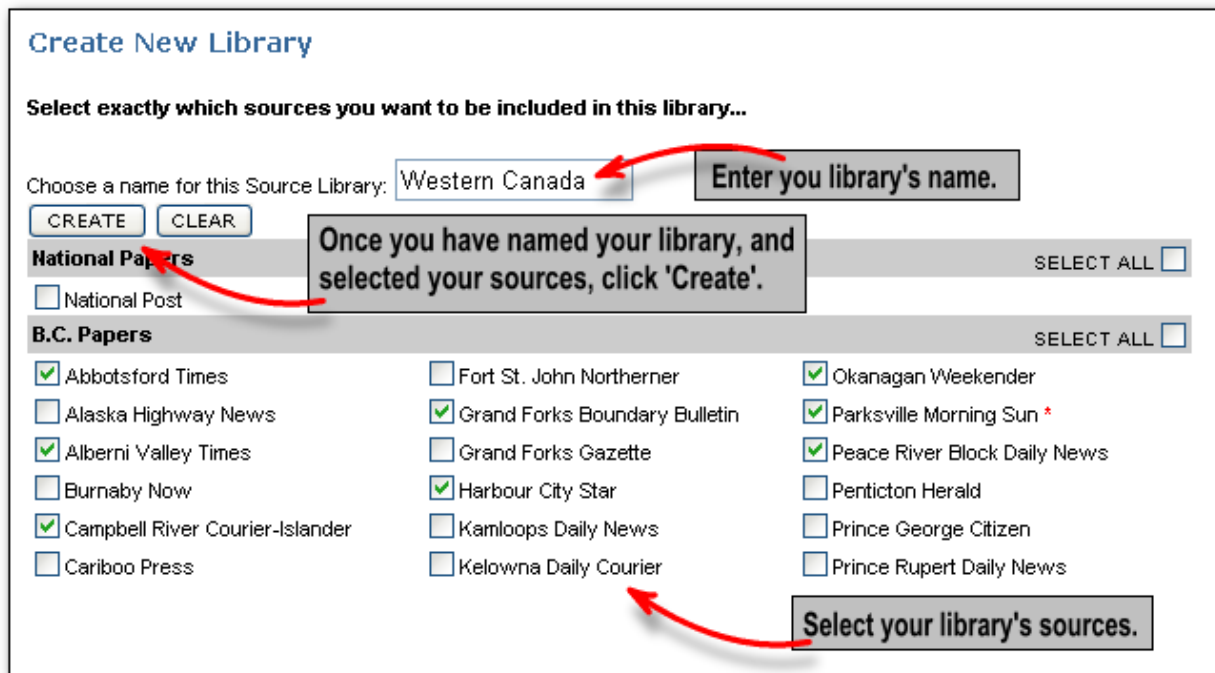 Create New Library
Select exactly which sources you want to be included in this library...
Choose a name for this Source Library: Western Canada
Enter you library's name.
CREATE CLEAR
Once you have named your library, and
selected your sources, click 'Create'.
National Papers SELECT ALL
National Post
B.C. Papers SELECT ALL
Abbotsford Times Fort St. John Northerner Okanagan Weekender
Alaska Highway News Grand Forks Boundary Bulletin Parksville Morning Sun *
Alberni Valley Times Grand Forks Gazette Peace River Block Daily News
Burnaby Now Harbour City Star Penticton Herald
Campbell River Courier-Islander Kamloops Daily News Prince George Citizen
Cariboo Press Kelowna Daily Courier Prince Rupert Daily News
Select your library's sources.